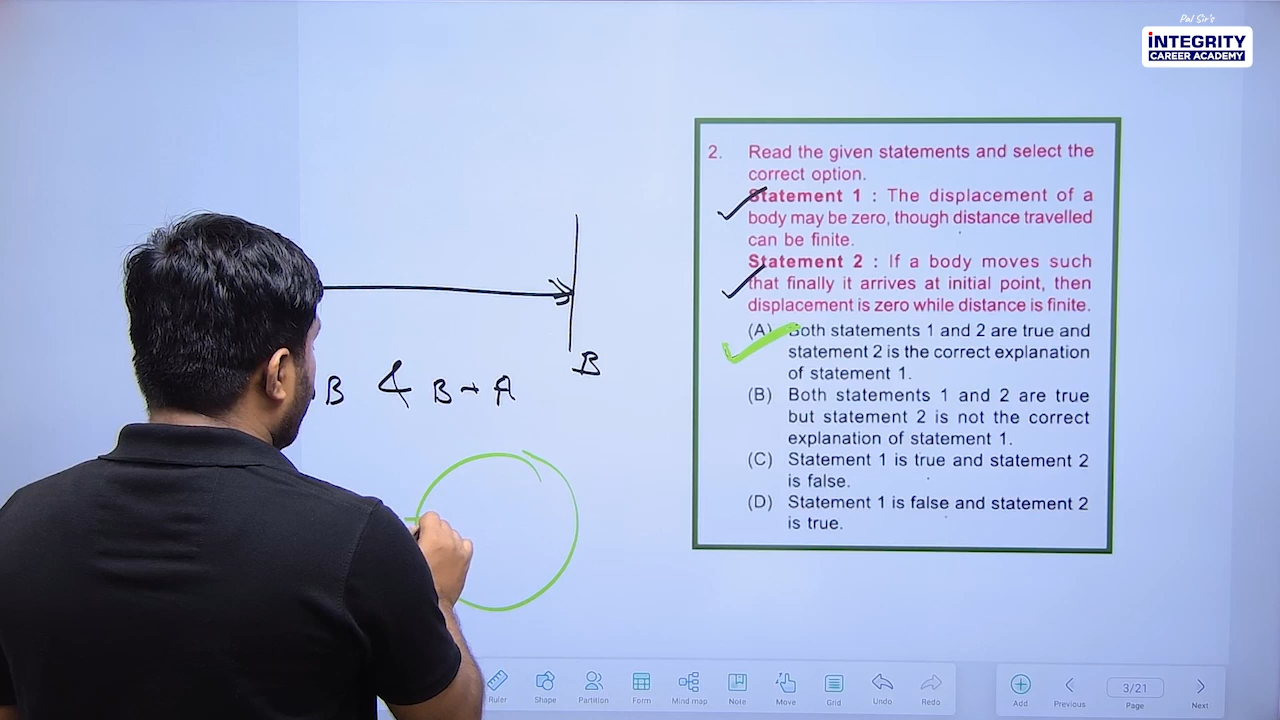 Pal Sir's
iNTEGRITY
CAREER ACADEMY
2. Read the given statements and select the
correct option.
Statement 1 : The displacement of a
body may be zero, though distance travelled
can be finite.
Statement 2 : If a body moves such
that finally it arrives at initial point, then
displacement is zero while distance is finite.
(A) Both statements 1 and 2 are true and
statement 2 is the correct explanation
of statement 1.
(B) Both statements 1 and 2 are true
but statement 2 is not the correct
explanation of statement 1.
(C) Statement 1 is true and statement 2
is false.
(D) Statement 1 is false and statement 2
is true.
B
B & B → A
Ruler Shape Partition Form Mind map Note Move Grid Undo Redo
Add Previous 3/21 Page Next